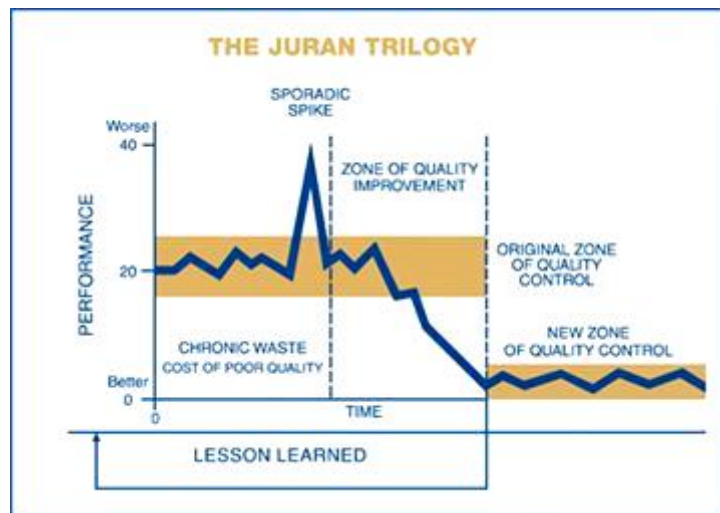 THE JURAN TRILOGY
SPORADIC
SPIKE
Worse
40
ZONE OF QUALITY
IMPROVEMENT
PERFORMANCE
ORIGINAL ZONE
OF QUALITY
CONTROL
20
NEW ZONE
OF QUALITY CONTROL
CHRONIC WASTE
COST OF POOR QUALITY
Better
0
0
TIME
LESSON LEARNED